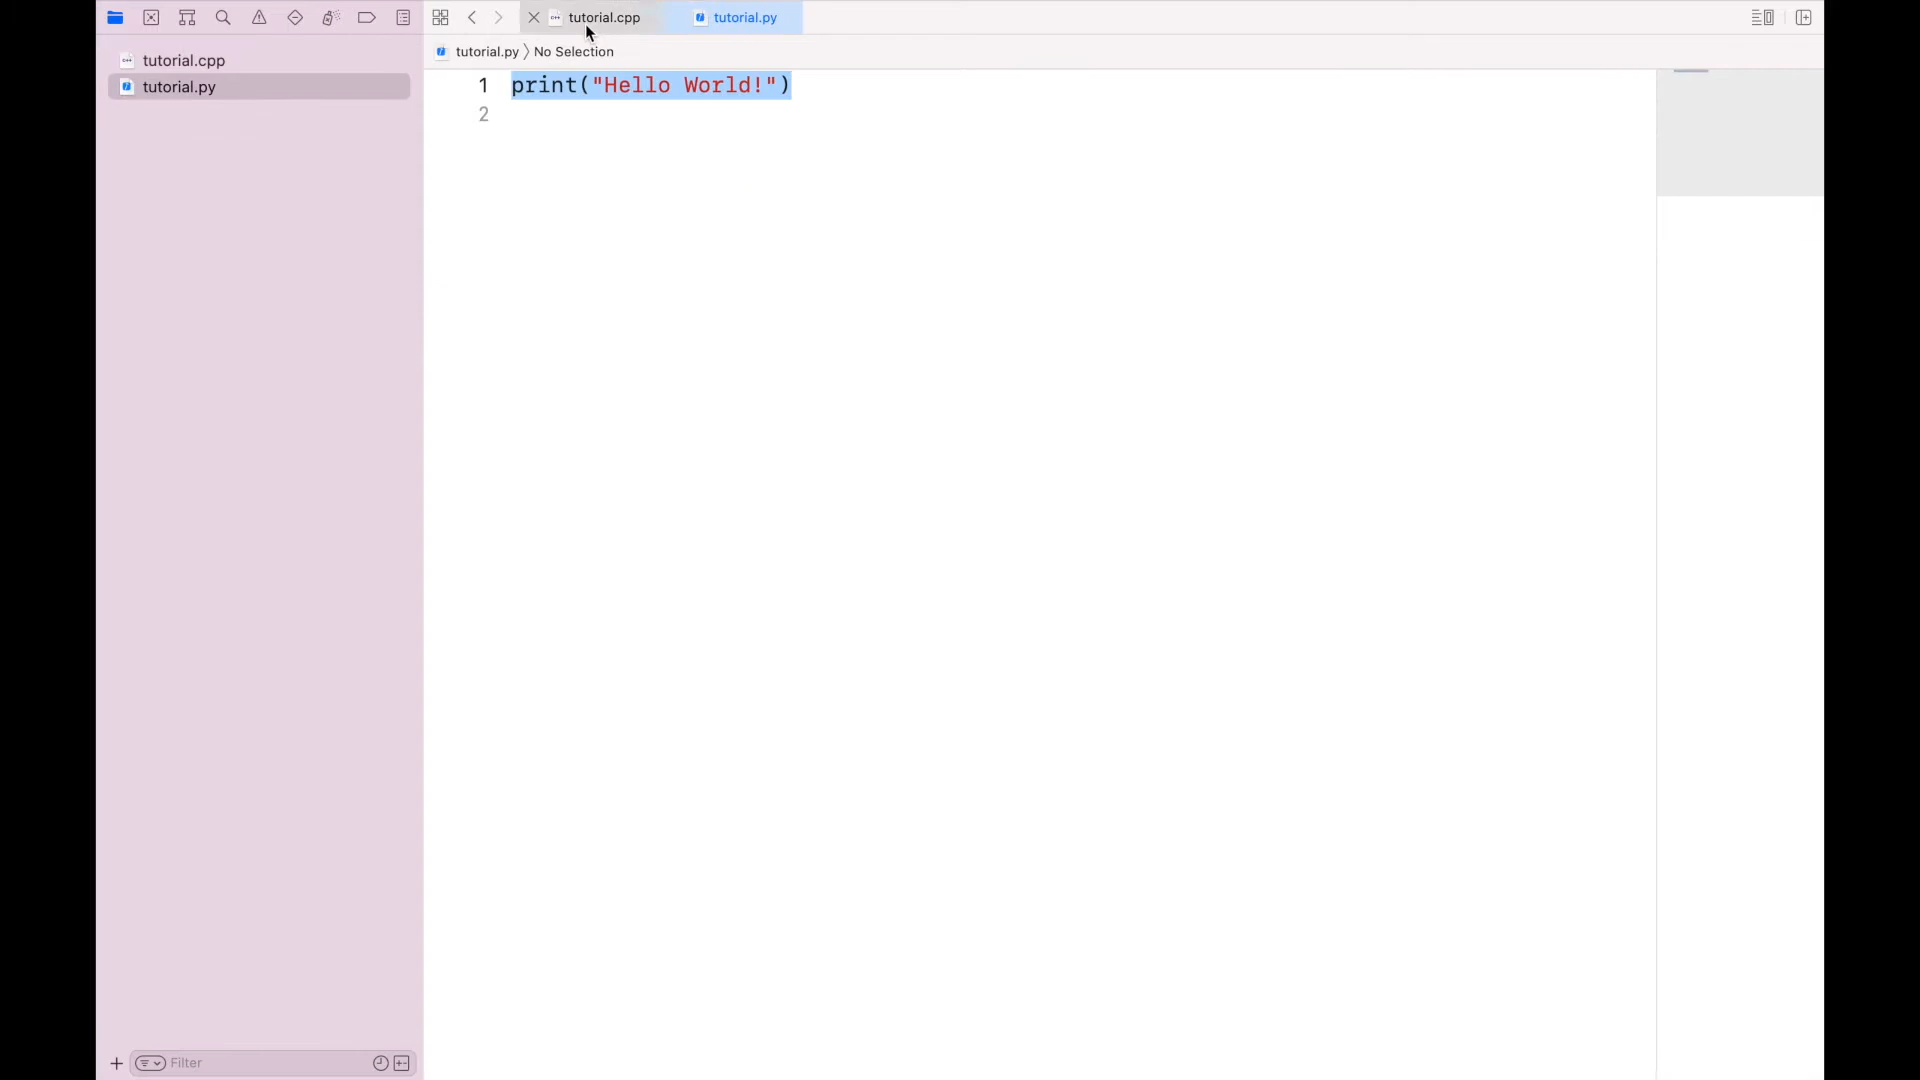 tutorial.cpp
tutorial.py
tutorial.py 〉 No Selection
tutorial.cpp
tutorial.py
1 print("Hello World!")
2
Filter